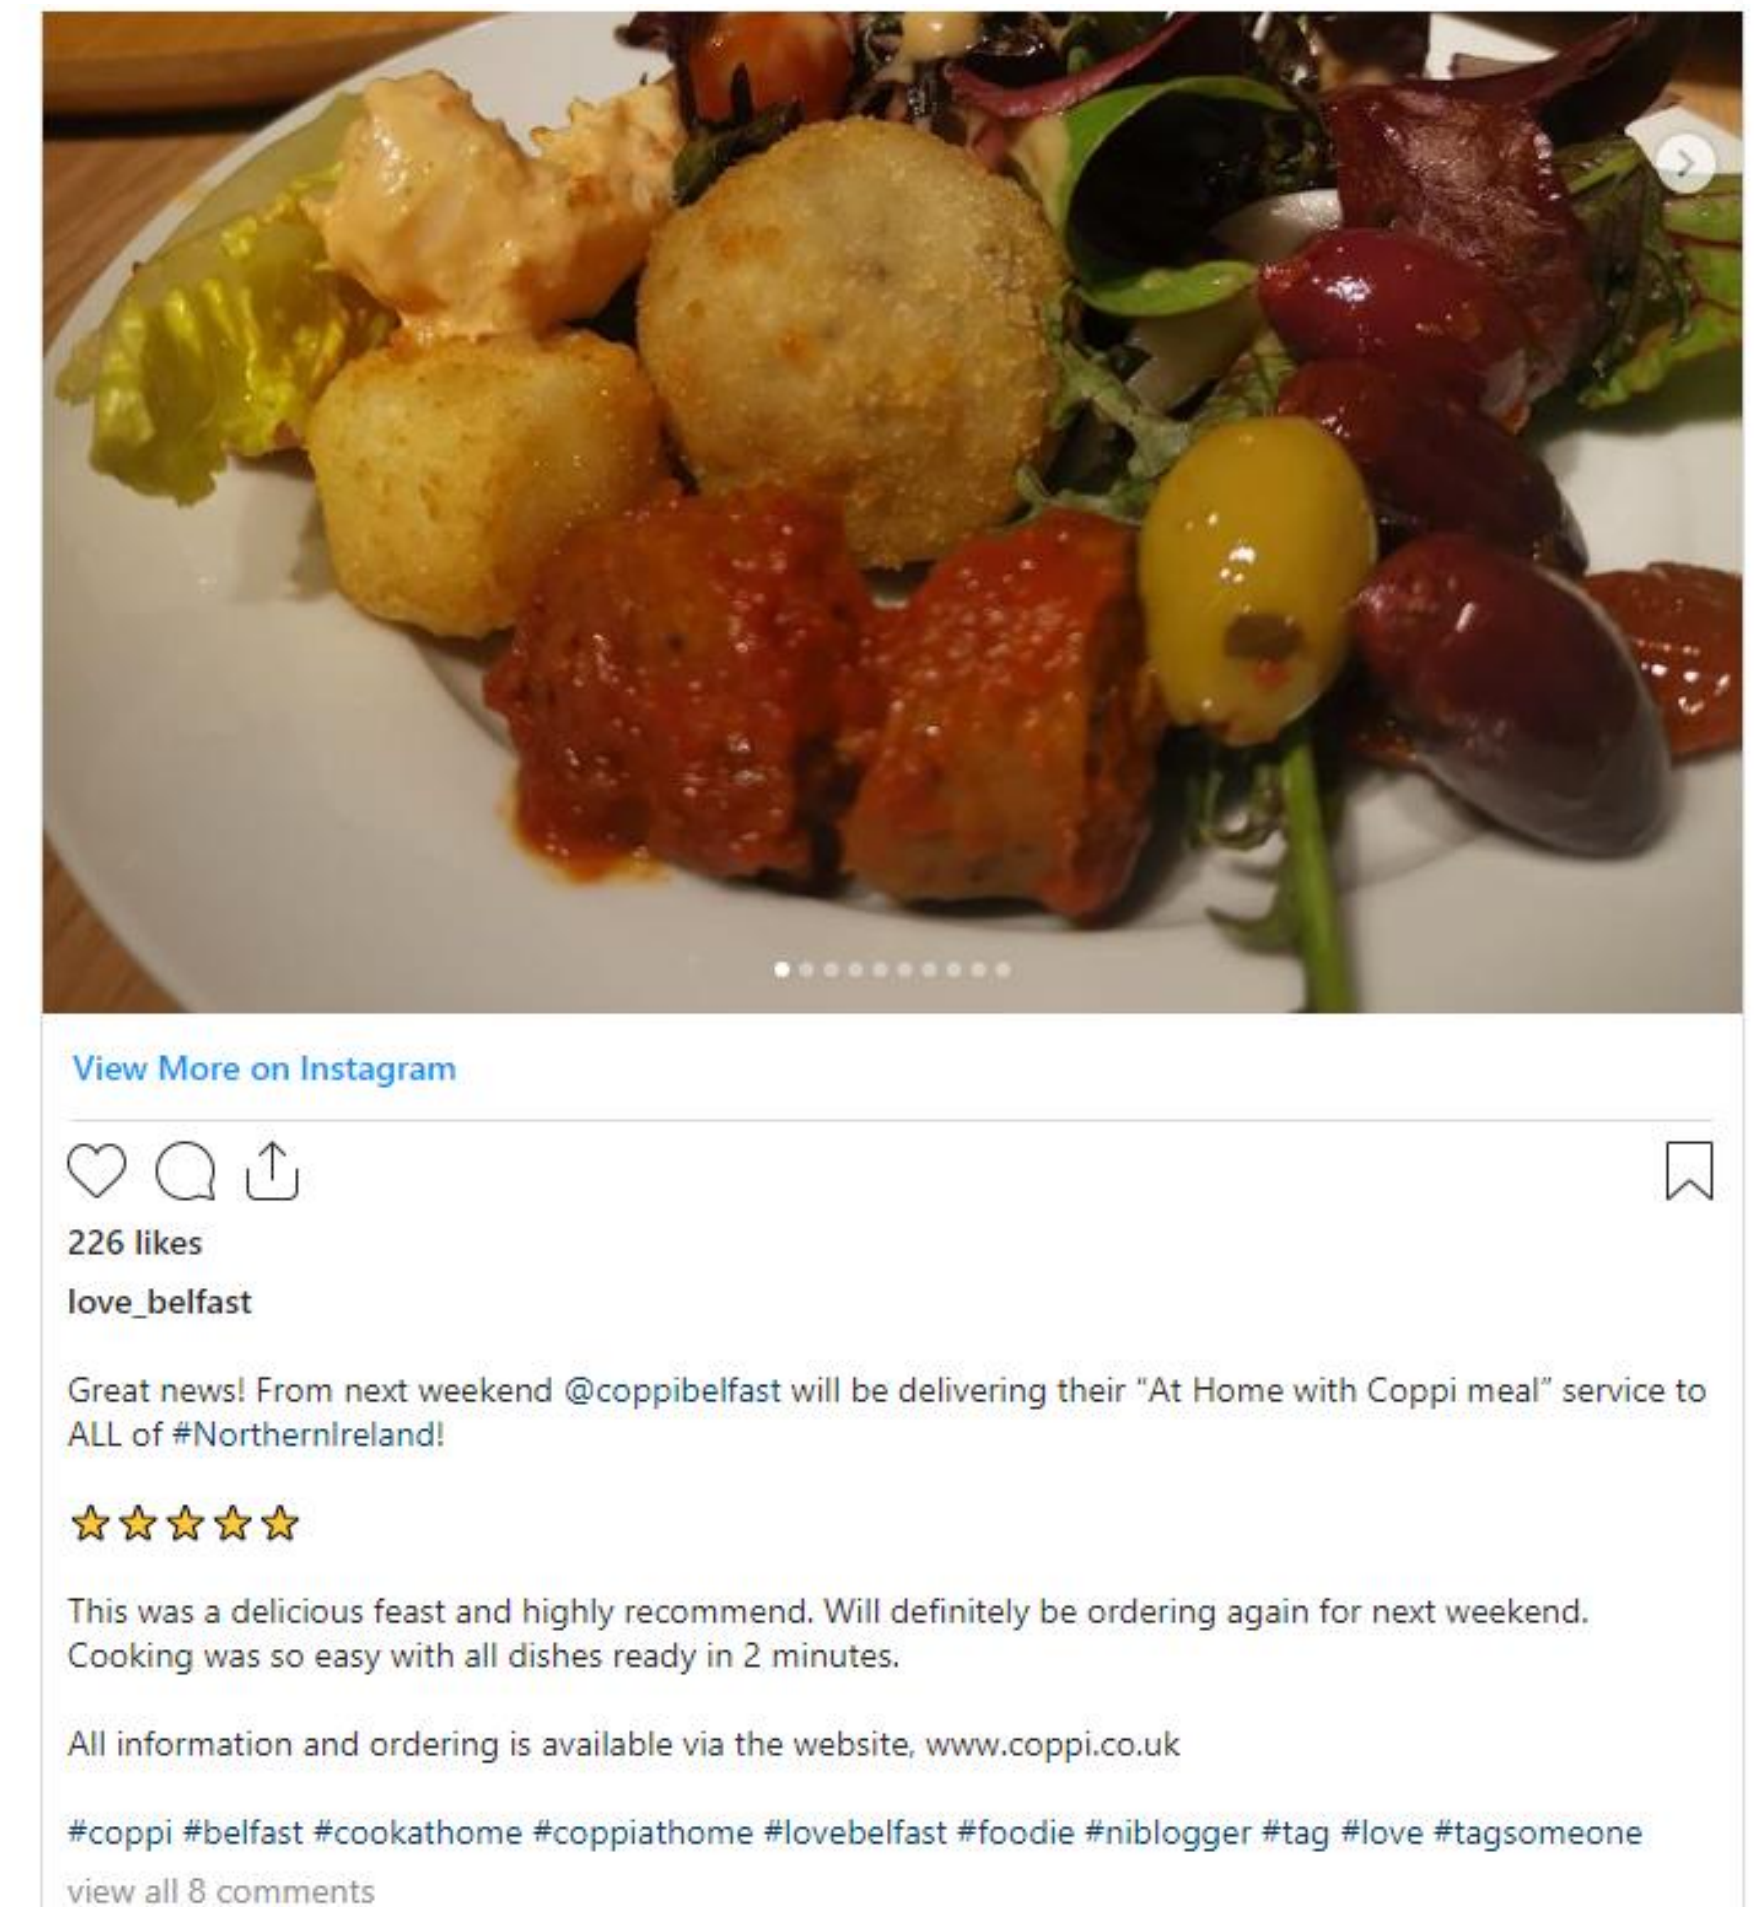 View More on Instagram
226 likes
love_belfast
Great news! From next weekend @coppibelfast will be delivering their “At Home with Coppi meal” service to
ALL of #NorthernIreland!
This was a delicious feast and highly recommend. Will definitely be ordering again for next weekend.
Cooking was so easy with all dishes ready in 2 minutes.
All information and ordering is available via the website, www.coppi.co.uk
#coppi #belfast #cookathome #coppiathome #lovebelfast #foodie #niblogger #tag #love #tagsomeone
view all 8 comments